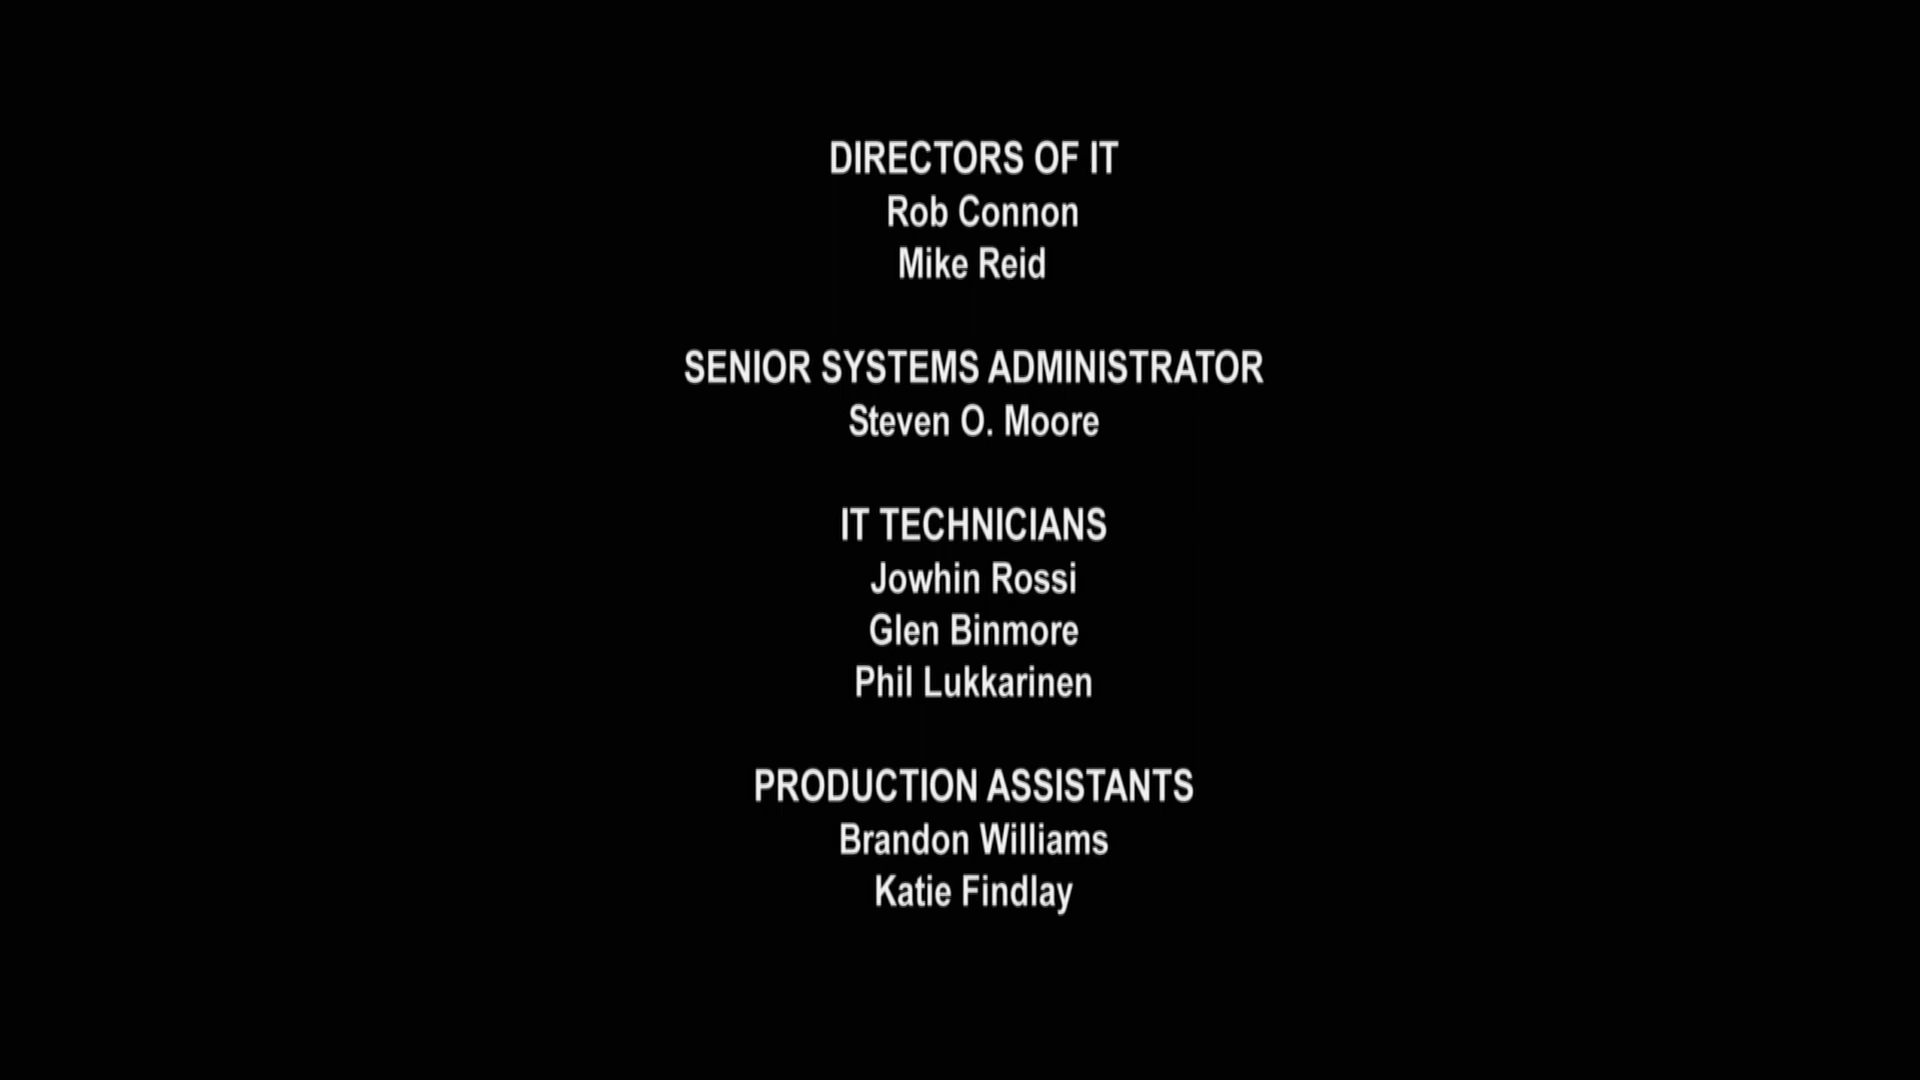 DIRECTORS OF IT
Rob Connon
Mike Reid
SENIOR SYSTEMS ADMINISTRATOR
Steven O. Moore
IT TECHNICIANS
Jowhin Rossi
Glen Binmore
Phil Lukkarinen
PRODUCTION ASSISTANTS
Brandon Williams
Katie Findlay